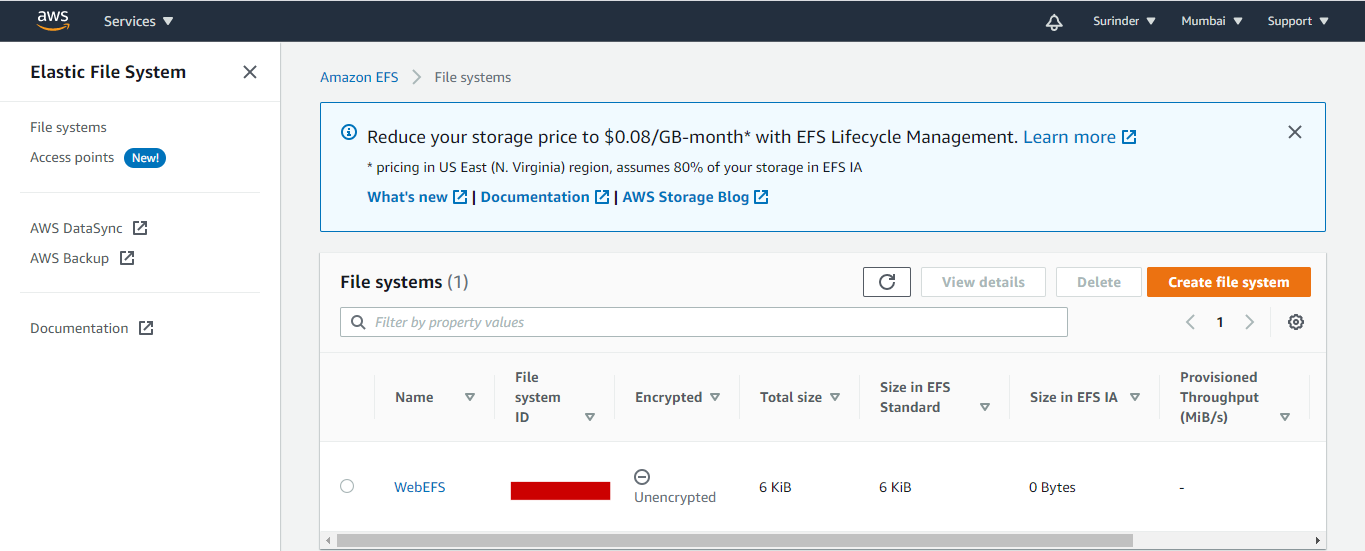 aws Services Surinder Mumbai Support
Elastic File System
File systems
Access points New!
AWS DataSync
AWS Backup
Documentation
Amazon EFS File systems
Reduce your storage price to $0.08/GB-month* with EFS Lifecycle Management. Learn more
* pricing in US East (N. Virginia) region, assumes 80% of your storage in EFS IA
What's new | Documentation | AWS Storage Blog
File systems (1) View details Delete Create file system
Filter by property values 1
Name File system ID Encrypted Total size Size in EFS Standard Size in EFS IA Provisioned Throughput (MiB/s)
WebEFS Unencrypted 6 KiB 6 KiB 0 Bytes -